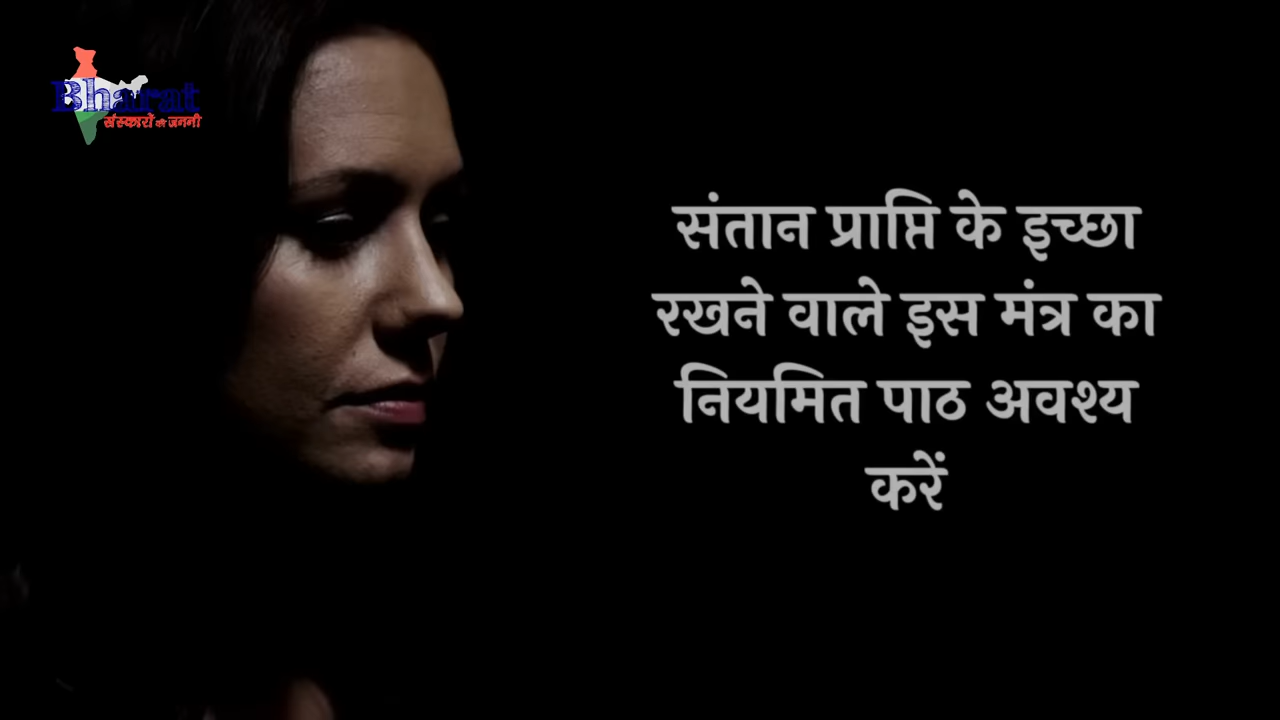 Bharat
संस्कारों की जननी
संतान प्राप्ति के इच्छा
रखने वाले इस मंत्र का
नियमित पाठ अवश्य
करें